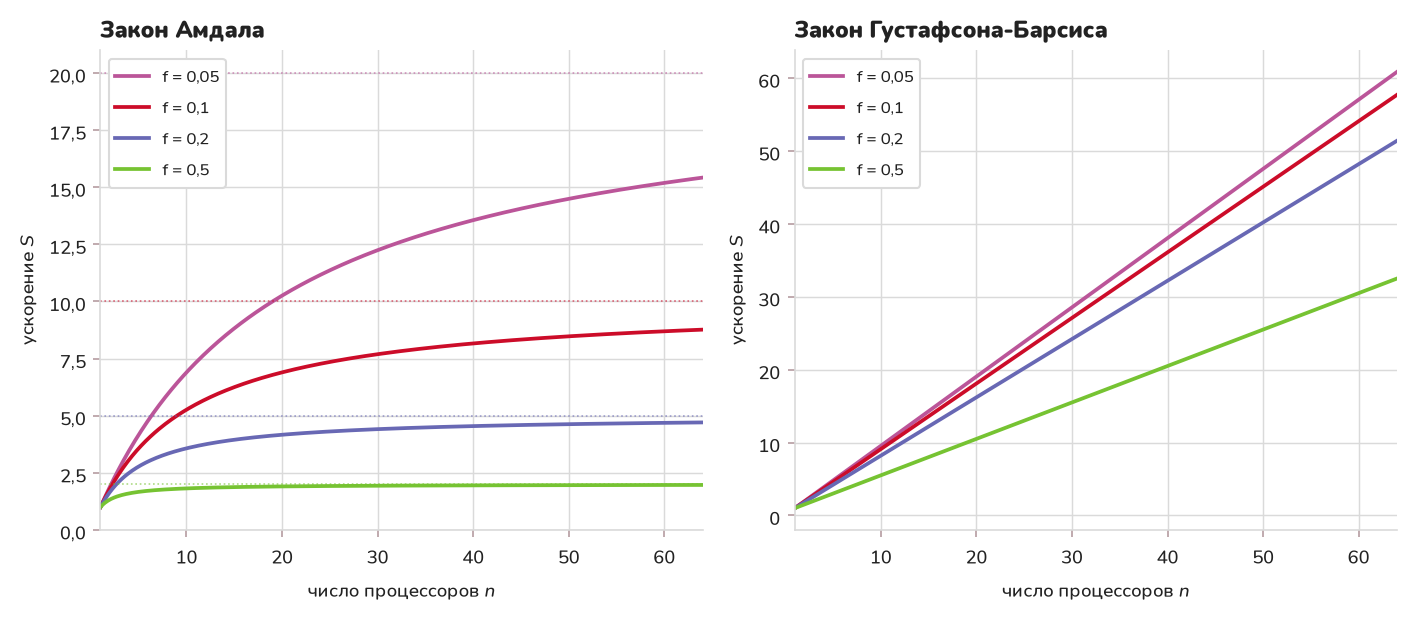 Закон Амдала
20,0
17,5
15,0
12,5
10,0
7,5
5,0
2,5
0,0
ускорение S
f = 0,05
f = 0,1
f = 0,2
f = 0,5
10 20 30 40 50 60
число процессоров n
Закон Густафсона-Барсиса
60
50
40
30
20
10
0
ускорение S
f = 0,05
f = 0,1
f = 0,2
f = 0,5
10 20 30 40 50 60
число процессоров n